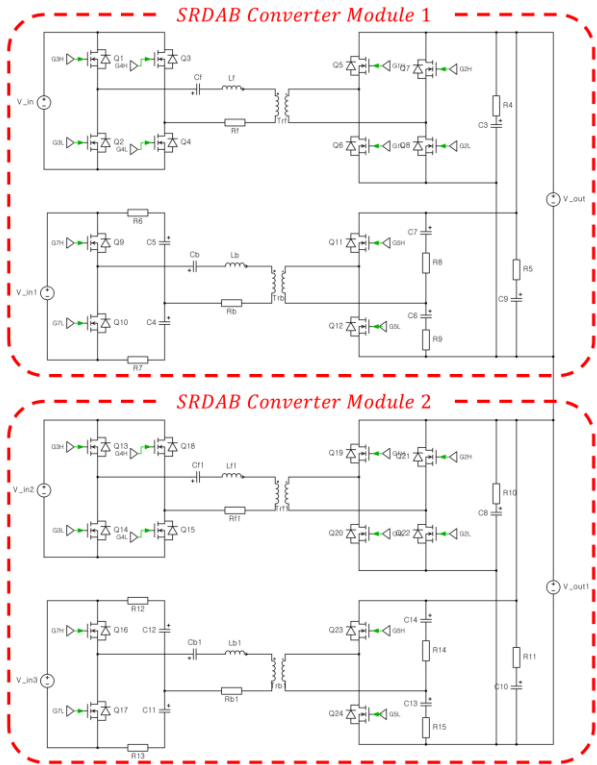 SRDAB Converter Module 1
G3H Q1 G4H Q3 Cf Lf Q5 G1H Q7 G2H
V_in Trf R4
C3
Rf
G3L Q2 G4L Q4 Q6 Q8 G2L
V_out
R6
C7
G7H Q9 C5 Cb Lb Q11 G5H
R8 R5
V_in1 Trb
Rb C6 C9
G7L Q10 C4 Q12 G5L
R9
R7
SRDAB Converter Module 2
G3H Q13 G4H Q18 Cf1 Lf1 Q19 Q21 G2H
V_in2 R10
Trf1 C8
Rf1
G3L Q14 G4L Q15 Q20 Q22 G2L
V_out1
R12
C14
G7H Q16 C12 Cb1 Lb1 Q23 G5H
R14 R11
V_in3
Rb1 C13 C10
G7L Q17 C11 Q24 G5L
R15
R13